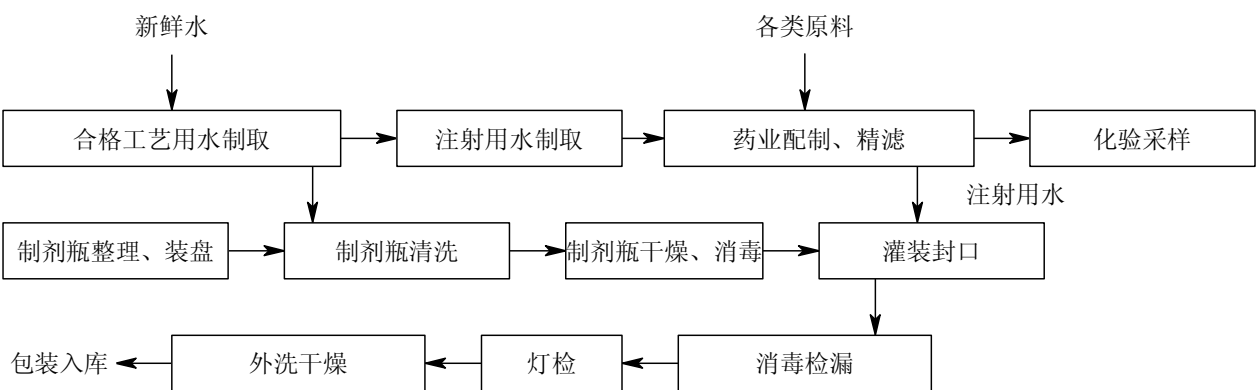 新鲜水
各类原料
合格工艺用水制取
注射用水制取
药业配制、精滤
化验采样
注射用水
制剂瓶整理、装盘
制剂瓶清洗
制剂瓶干燥、消毒
灌装封口
包装入库
外洗干燥
灯检
消毒检漏